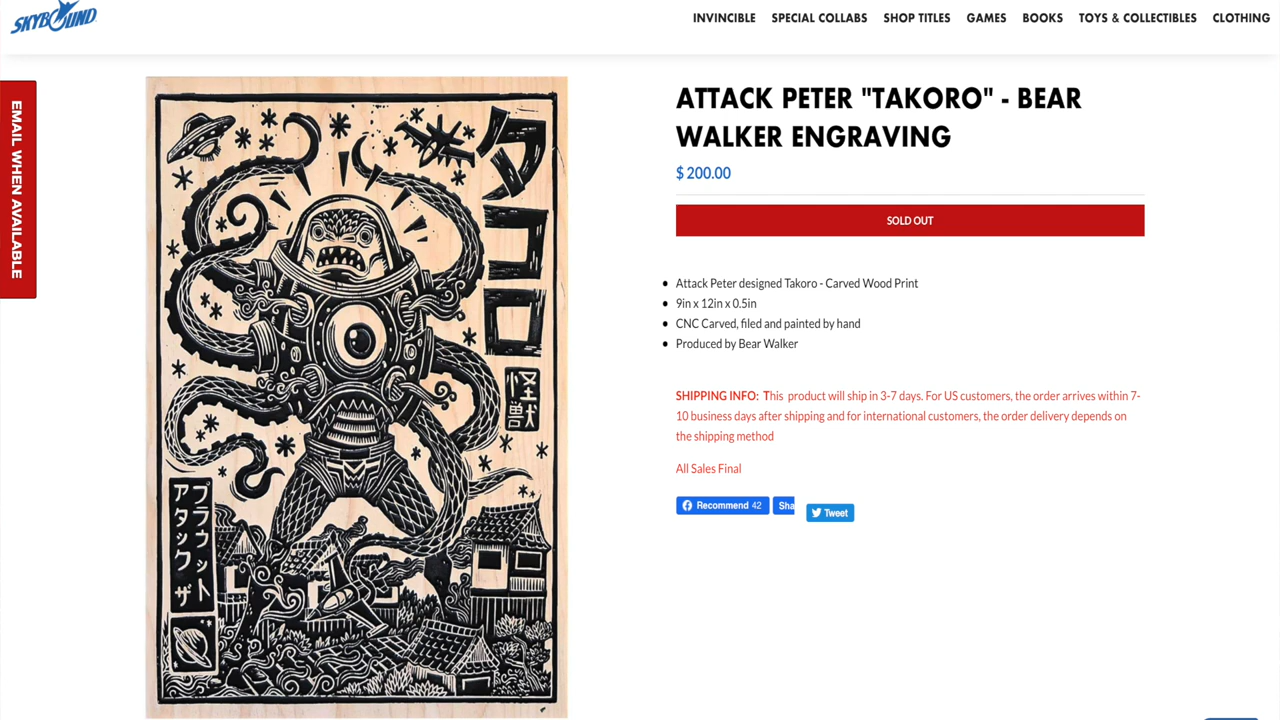 SKYBOUND
INVINCIBLE SPECIAL COLLABS SHOP TITLES GAMES BOOKS TOYS & COLLECTIBLES CLOTHING
EMAIL WHEN AVAILABLE
タコロ
怪獣
プラウット
アタック ザ
ATTACK PETER "TAKORO" - BEAR
WALKER ENGRAVING
$ 200.00
SOLD OUT
Attack Peter designed Takoro - Carved Wood Print
9in x 12in x 0.5in
CNC Carved, filed and painted by hand
Produced by Bear Walker
SHIPPING INFO: This product will ship in 3-7 days. For US customers, the order arrives within 7-
10 business days after shipping and for international customers, the order delivery depends on
the shipping method
All Sales Final
Recommend 42
Sha
Tweet